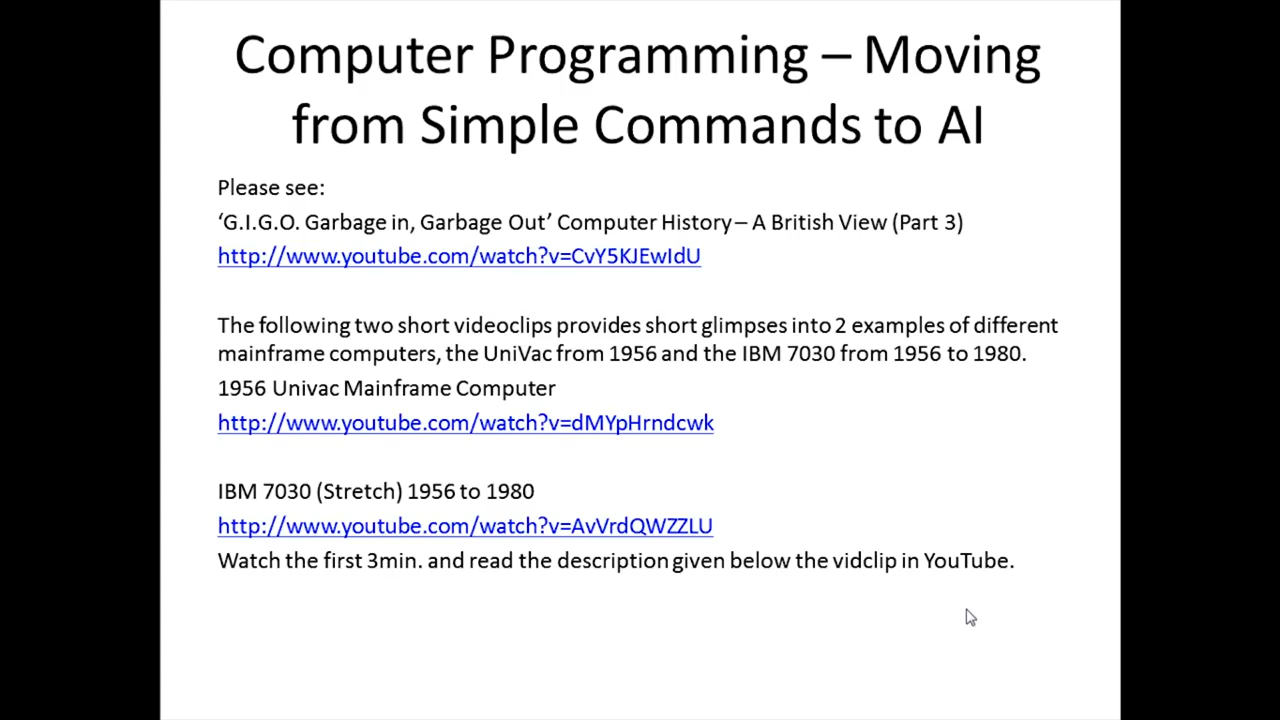 Computer Programming – Moving
from Simple Commands to AI
Please see:
‘G.I.G.O. Garbage in, Garbage Out’ Computer History – A British View (Part 3)
http://www.youtube.com/watch?v=CvY5KJEwIdU
The following two short videoclips provides short glimpses into 2 examples of different
mainframe computers, the UniVac from 1956 and the IBM 7030 from 1956 to 1980.
1956 Univac Mainframe Computer
http://www.youtube.com/watch?v=dMYpHrndcwk
IBM 7030 (Stretch) 1956 to 1980
http://www.youtube.com/watch?v=AvVrdQWZZLU
Watch the first 3min. and read the description given below the vidclip in YouTube.